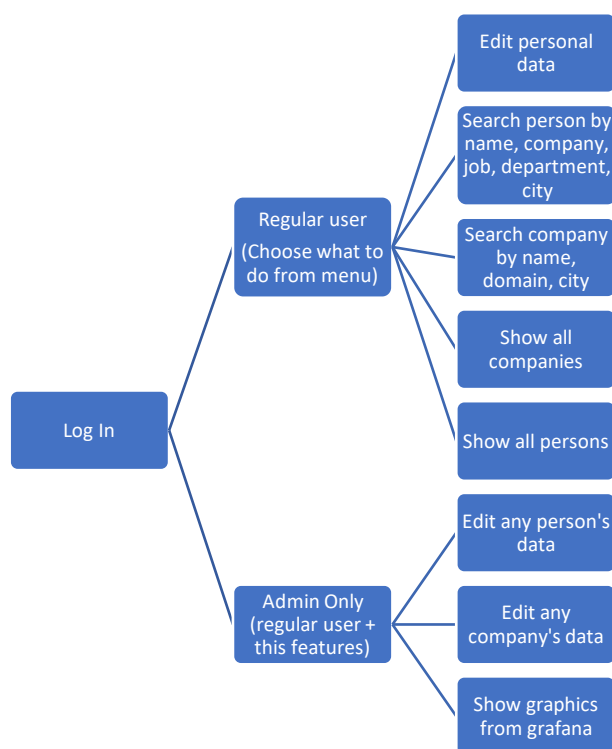 Log In
Regular user
(Choose what to
do from menu)
Edit personal
data
Search person by
name, company,
job, department,
city
Search company
by name,
domain, city
Show all
companies
Show all persons
Admin Only
(regular user +
this features)
Edit any person's
data
Edit any
company's data
Show graphics
from grafana